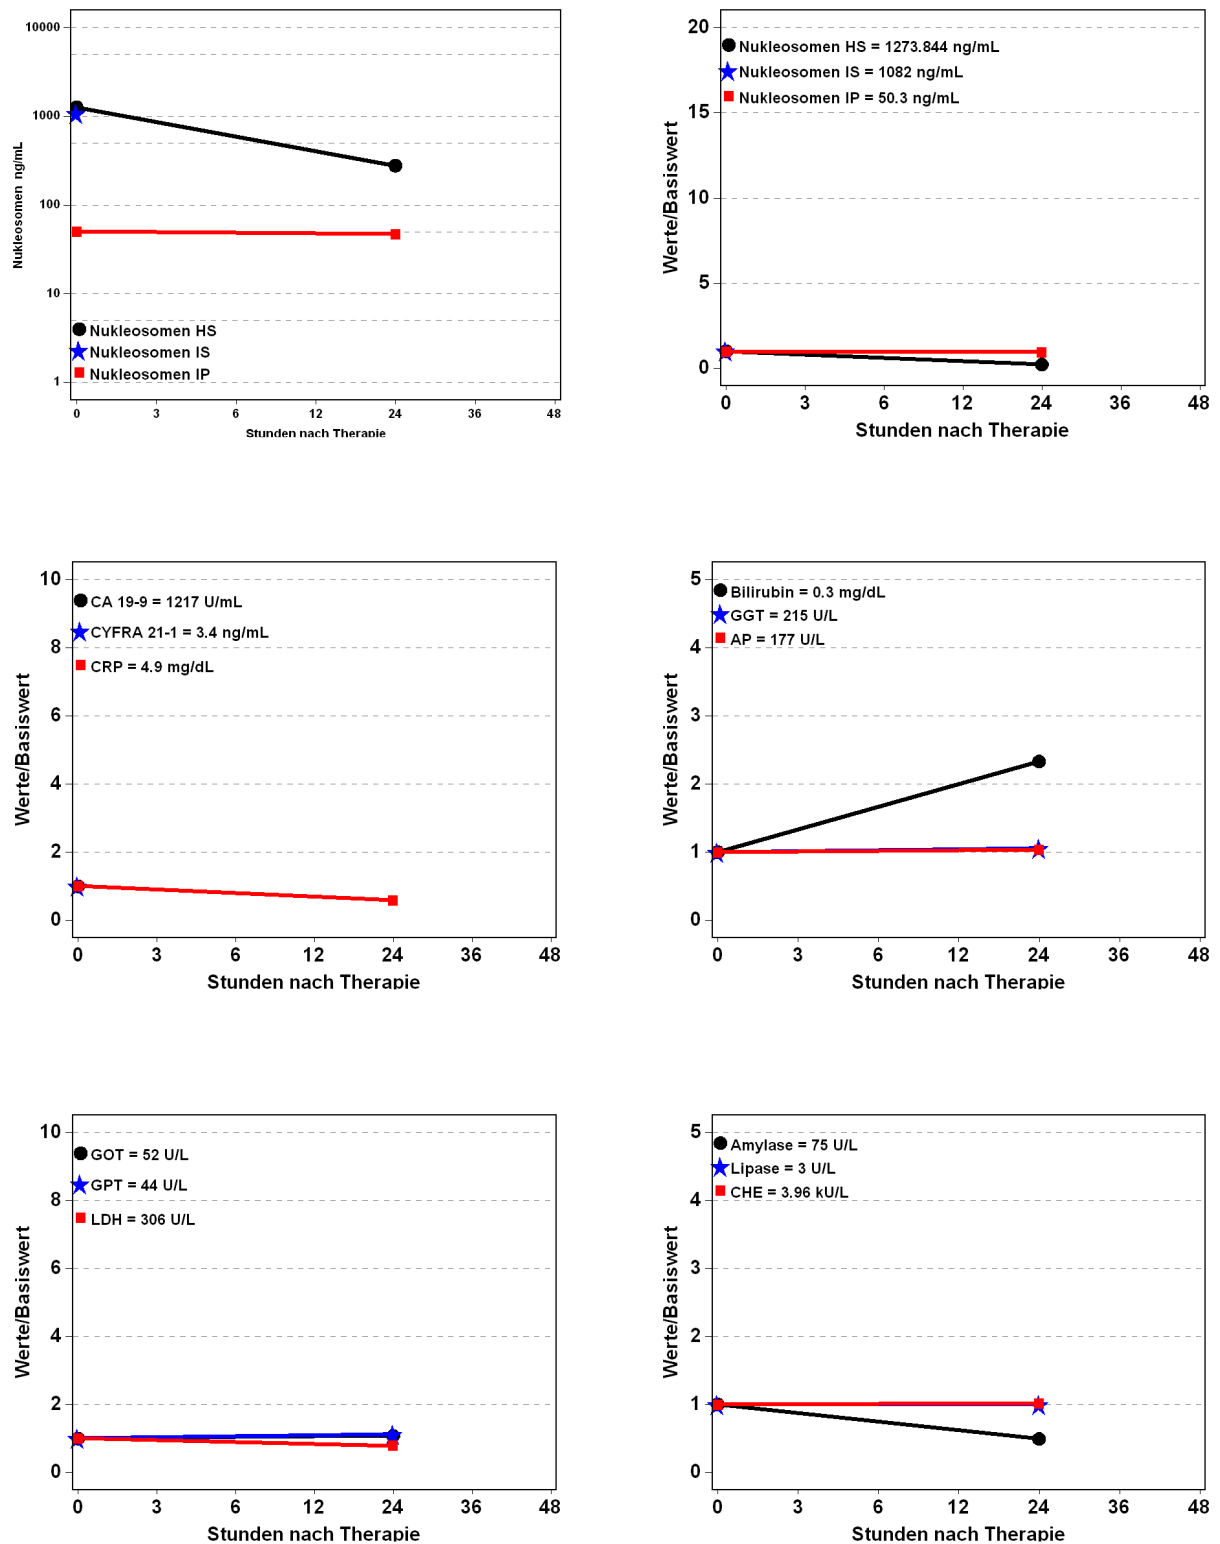 10000
1000
100
10
1
Nukleosomen ng/mL
Nukleosomen HS
Nukleosomen IS
Nukleosomen IP
0 3 6 12 24 36 48
Stunden nach Therapie
20
15
10
5
0
Werte/Basiswert
Nukleosomen HS = 1273.844 ng/mL
Nukleosomen IS = 1082 ng/mL
Nukleosomen IP = 50.3 ng/mL
0 3 6 12 24 36 48
Stunden nach Therapie
10
8
6
4
2
0
Werte/Basiswert
CA 19-9 = 1217 U/mL
CYFRA 21-1 = 3.4 ng/mL
CRP = 4.9 mg/dL
0 3 6 12 24 36 48
Stunden nach Therapie
5
4
3
2
1
0
Werte/Basiswert
Bilirubin = 0.3 mg/dL
GGT = 215 U/L
AP = 177 U/L
0 3 6 12 24 36 48
Stunden nach Therapie
10
8
6
4
2
0
Werte/Basiswert
GOT = 52 U/L
GPT = 44 U/L
LDH = 306 U/L
0 3 6 12 24 36 48
Stunden nach Therapie
5
4
3
2
1
0
Werte/Basiswert
Amylase = 75 U/L
Lipase = 3 U/L
CHE = 3.96 kU/L
0 3 6 12 24 36 48
Stunden nach Therapie